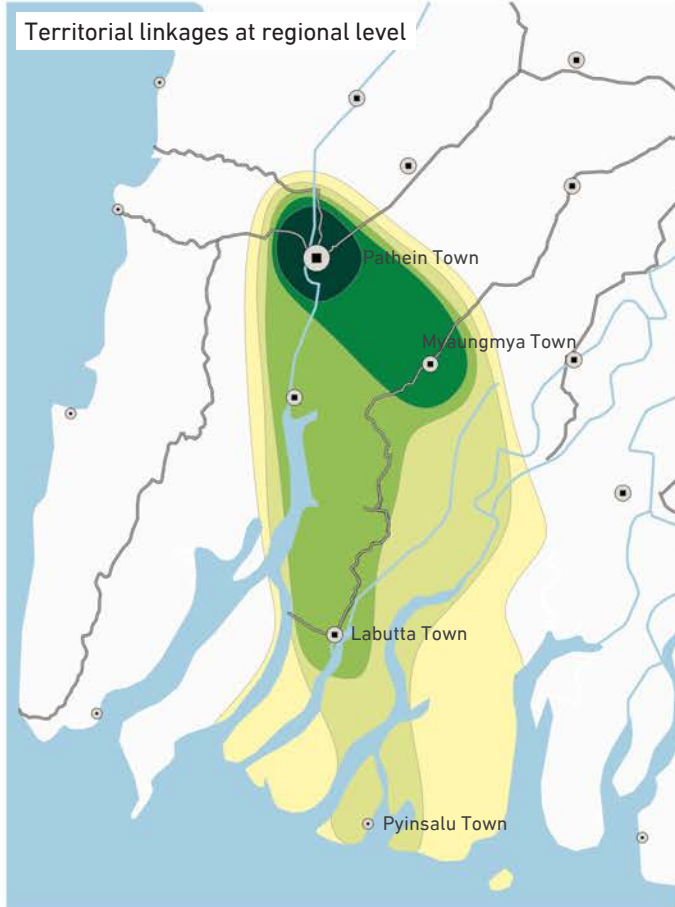 Territorial linkages at regional level
Pathein Town
Myaungmya Town
Labutta Town
Pyinsalu Town